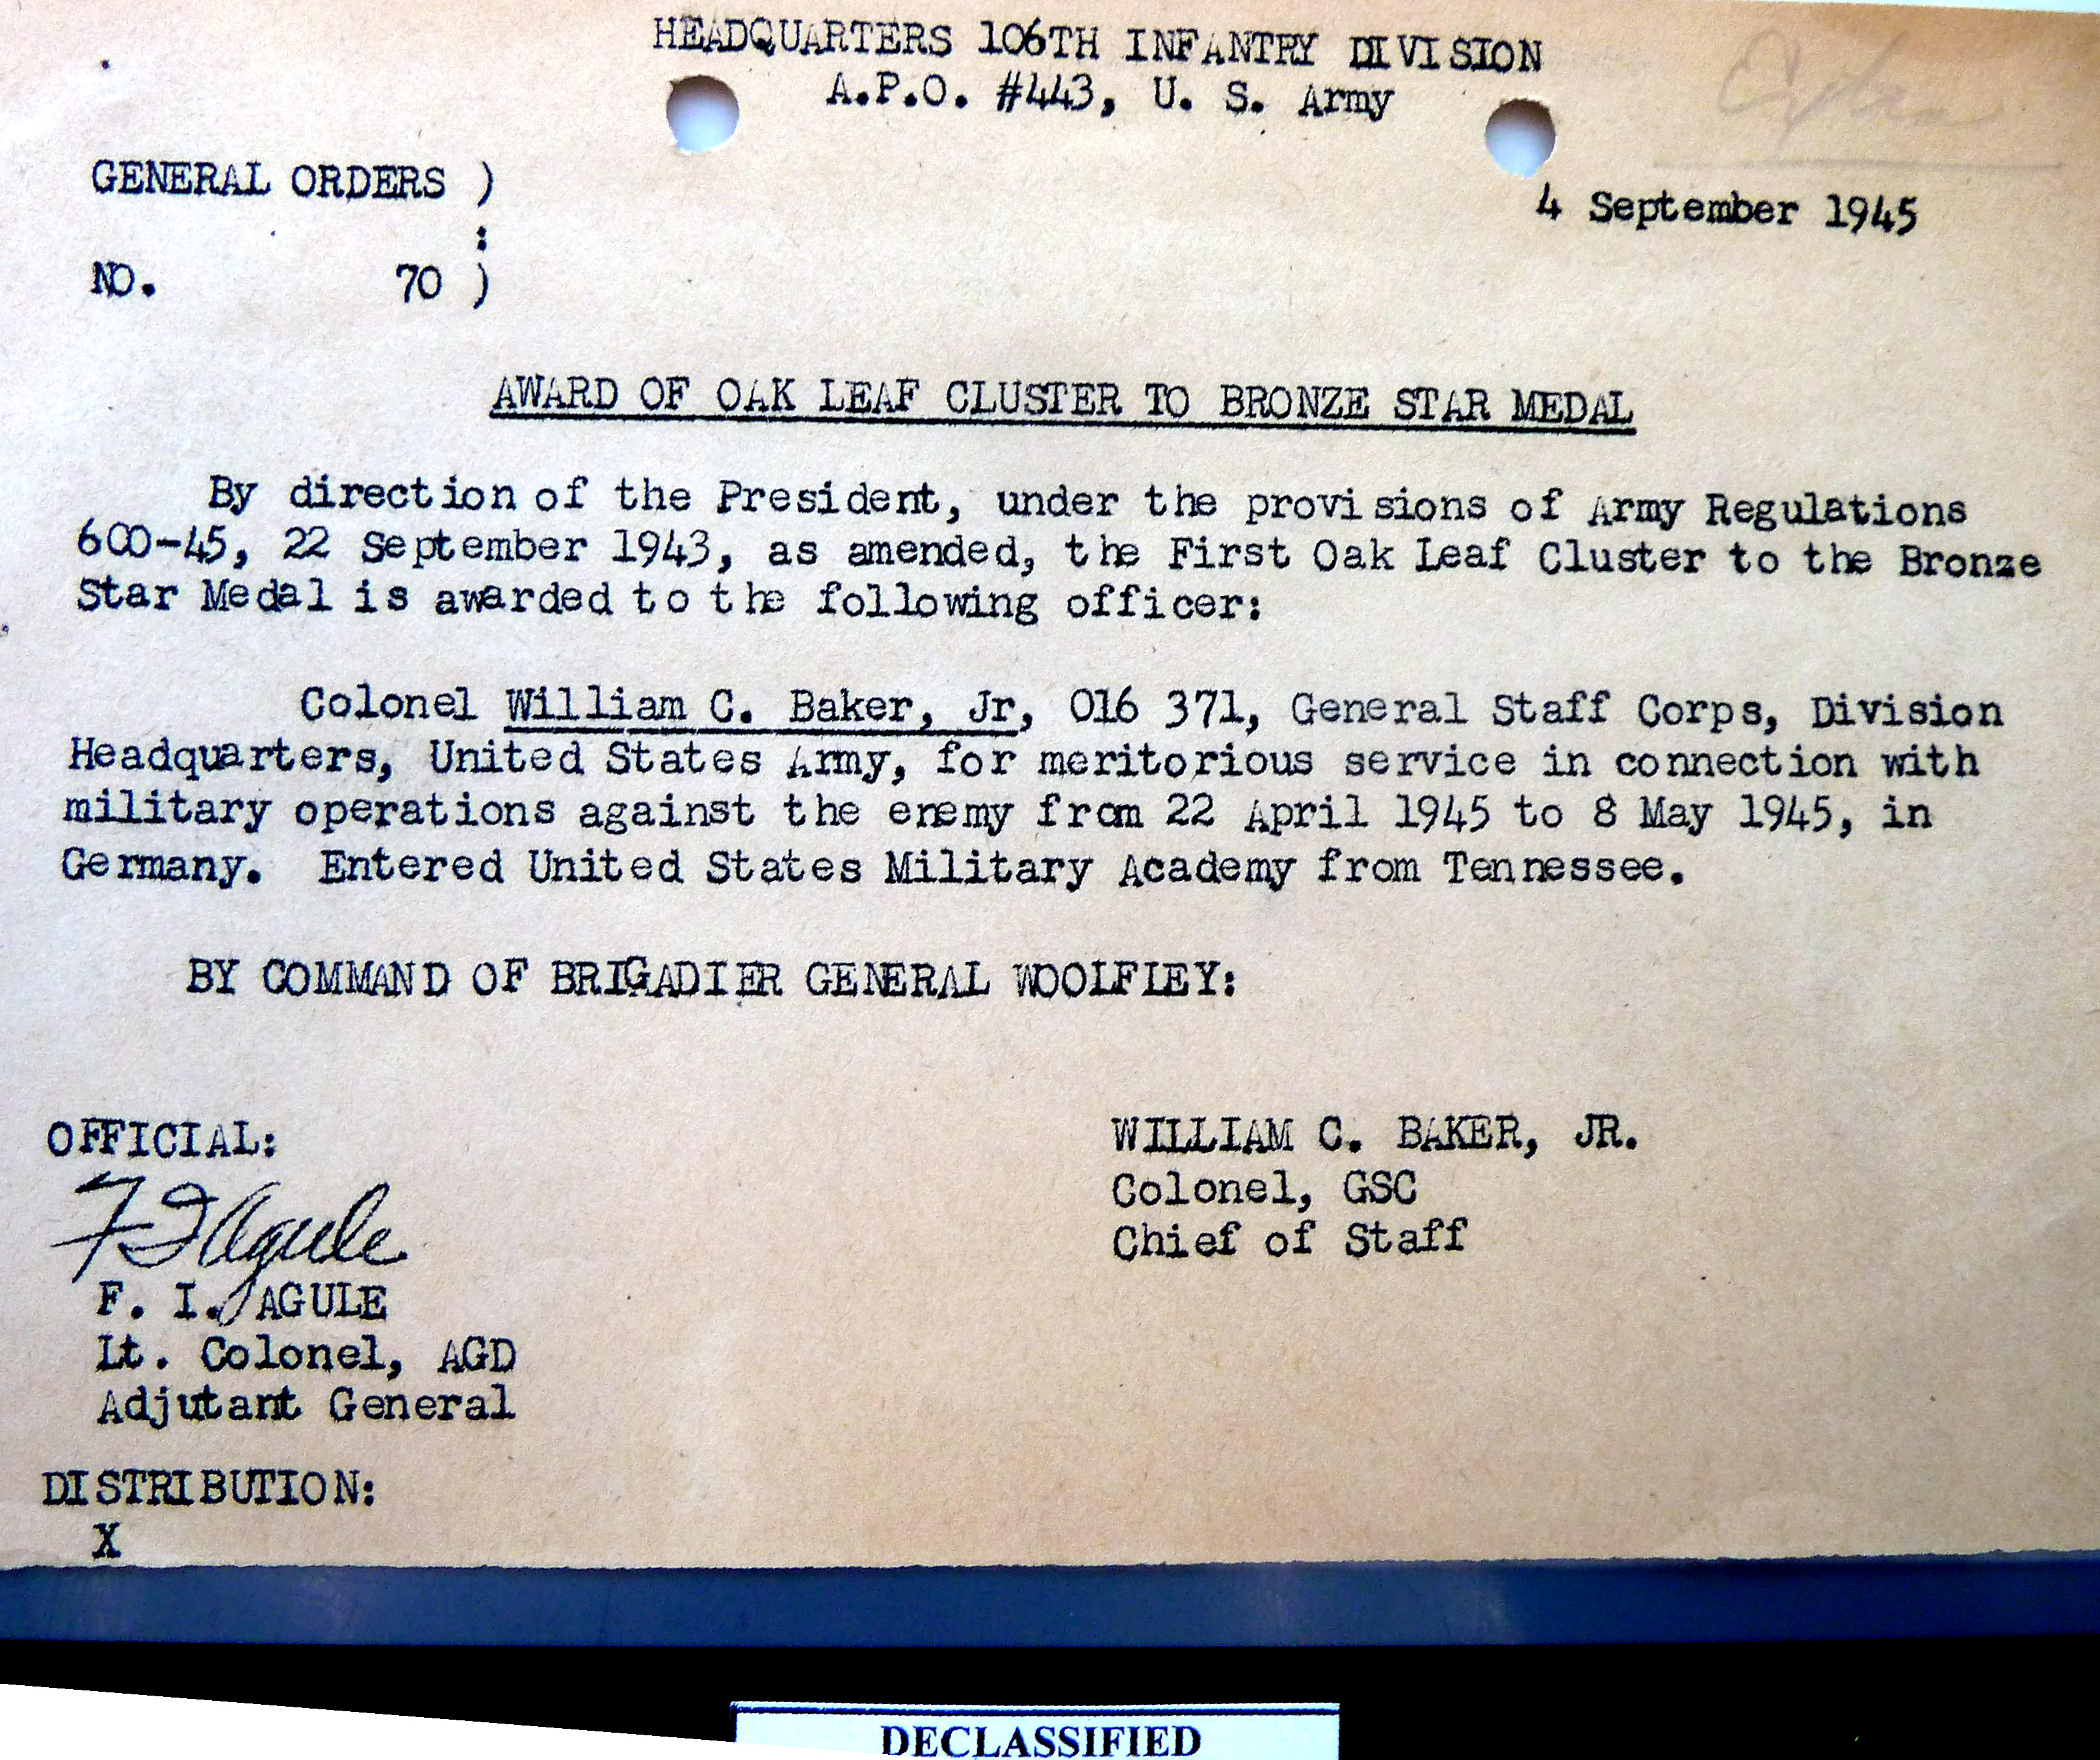 HEADQUARTERS 106TH INFANTRY DIVISION
A.P.O. #443, U. S. Army
GENERAL ORDERS )
4 September 1945
:
NO. 70 )
AWARD OF OAK LEAF CLUSTER TO BRONZE STAR MEDAL
By direction of the President, under the provisions of Army Regulations
600-45, 22 September 1943, as amended, the First Oak Leaf Cluster to the Bronze
Star Medal is awarded to the following officer:
Colonel William C. Baker, Jr, O16 371, General Staff Corps, Division
Headquarters, United States Army, for meritorious service in connection with
military operations against the enemy from 22 April 1945 to 8 May 1945, in
Germany. Entered United States Military Academy from Tennessee.
BY COMMAND OF BRIGADIER GENERAL WOOLFLEY:
OFFICIAL:
F I Agule
F. I. AGULE
Lt. Colonel, AGD
Adjutant General
WILLIAM C. BAKER, JR.
Colonel, GSC
Chief of Staff
DISTRIBUTION:
X
DECLASSIFIED